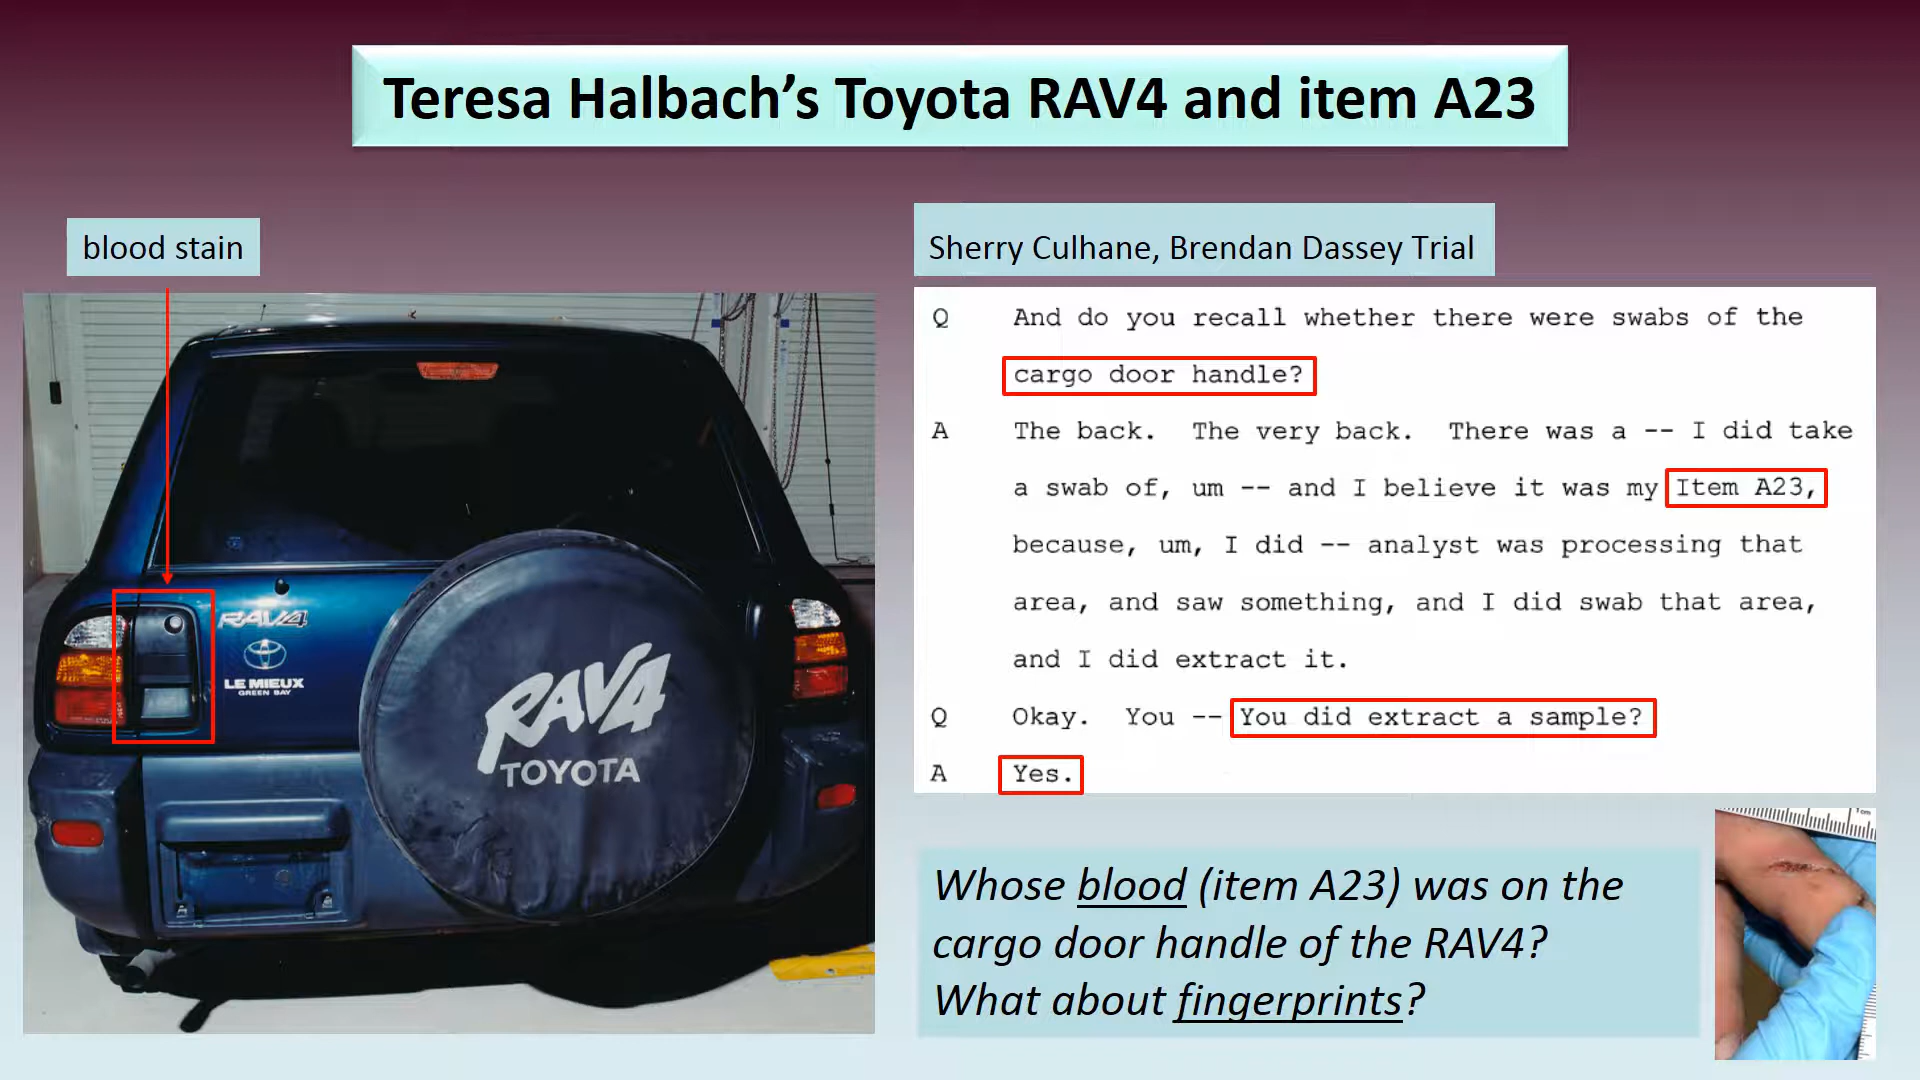 Teresa Halbach’s Toyota RAV4 and item A23
blood stain
RAV4
LE MIEUX
GREEN BAY
RAV4
TOYOTA
Sherry Culhane, Brendan Dassey Trial
Q And do you recall whether there were swabs of the
cargo door handle?
A The back. The very back. There was a -- I did take
a swab of, um -- and I believe it was my Item A23,
because, um, I did -- analyst was processing that
area, and saw something, and I did swab that area,
and I did extract it.
Q Okay. You -- You did extract a sample?
A Yes.
Whose blood (item A23) was on the
cargo door handle of the RAV4?
What about fingerprints?